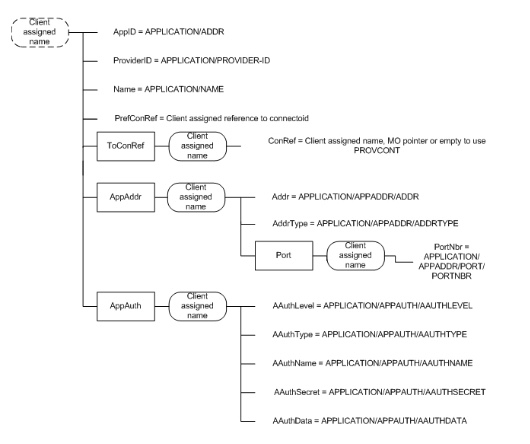 Client
assigned
name
AppID = APPLICATION/ADDR
ProviderID = APPLICATION/PROVIDER-ID
Name = APPLICATION/NAME
PrefConRef = Client assigned reference to connectoid
ToConRef
Client
assigned
name
ConRef = Client assigned name, MO pointer or empty to use
PROVCONT
AppAddr
Client
assigned
name
Addr = APPLICATION/APPADDR/ADDR
AddrType = APPLICATION/APPADDR/ADDRTYPE
Port
Client
assigned
name
PortNbr =
APPLICATION/
APPADDR/PORT/
PORTNBR
AppAuth
Client
assigned
name
AAuthLevel = APPLICATION/APPAUTH/AAUTHLEVEL
AAuthType = APPLICATION/APPAUTH/AAUTHTYPE
AAuthName = APPLICATION/APPAUTH/AAUTHNAME
AAuthSecret = APPLICATION/APPAUTH/AAUTHSECRET
AAuthData = APPLICATION/APPAUTH/AAUTHDATA